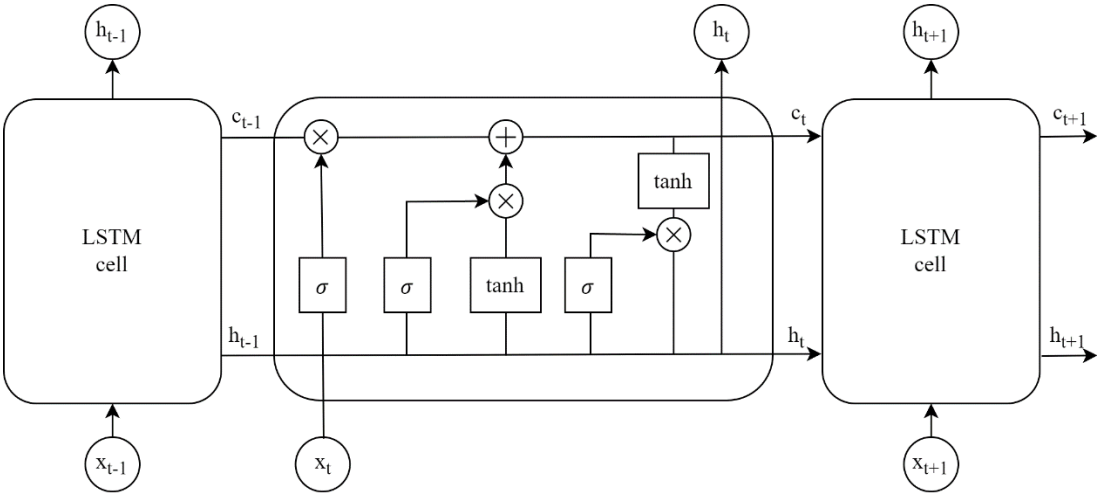 h_{t-1}
h_t
h_{t+1}
c_{t-1}
×
+
c_t
c_{t+1}
tanh
×
×
LSTM
cell
LSTM
cell
σ
σ
tanh
σ
h_{t-1}
h_t
h_{t+1}
x_{t-1}
x_t
x_{t+1}